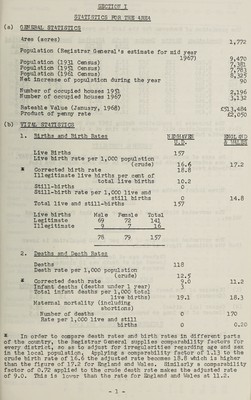 SECTION I
STATISTICS FOR THE AREA
(a) GENERAL STATISTICS
Area (acres) 1,772
Population (Registrar General's estimate for mid year 1967) 9,470
Population (1931 Census) 7,381
Population (1951 Census) 8,783
Population (1961 Census) 8,325
Net increase of population during the year 90
Number of occupied houses 1951 2,196
Number of occupied houses 1967 3,132
Rateable Value (January, 1968) £513,484
Product of penny rate £2,050
(b) VITAL STATISTICS
1. Births and Birth Rates NEWHAVEN U.D. ENGLAND & WALES
Live Births 157
Live birth rate per 1,000 population
(crude) 16.6 17.2
* Corrected birth rate 18.8
Illegitimate live births per cent of
total live births 10.2
Still-births 2
Still-birth rate per 1,000 live and
still births 0 14.8
Total live and still-births 157
Live births Male Female Total
Legitimate 69 72 141
Illegitimate 9 7 16
78 79 157
2. Deaths and Death Rates
Deaths 118
Death rate per 1,000 population
(crude) 12.5
* Corrected death rate 9.0 11.2
Infant deaths (deaths under 1 year) 3
Total infant deaths per 1,000 total
live births) 19.1 18.3
Maternal mortality (including
abortions)
Number of deaths 0 170
Rate per 1,000 live and still
births 0.20
* In order to compare death rates and birth rates in different parts
of the country, the Registrar General supplies comparability factors for
every district, so as to adjust for irregularities regarding age and sex
in the local population. Applying a comparability factor of 1.13 to the
crude birth rate of 16.6 the adjusted rate becomes 18.8 which is higher
than the figure of 17.2 for England and Wales. Similarly a comparability
factor of 0.72 applied to the crude death rate makes the adjusted rate
of 9.0. This is lower than the rate for England and Wales at 11.2.
- 1 -